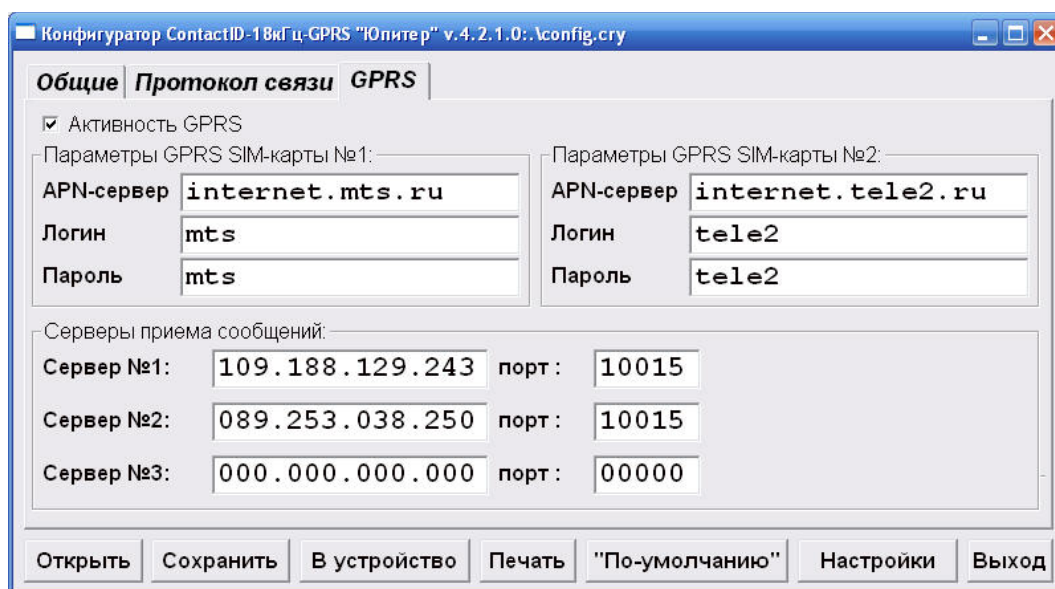 Конфигуратор ContactID-18кГц-GPRS "Юпитер" v.4.2.1.0:.\config.cry
Общие Протокол связи GPRS
Активность GPRS
Параметры GPRS SIM-карты №1: Параметры GPRS SIM-карты №2:
APN-сервер internet.mts.ru APN-сервер internet.tele2.ru
Логин mts Логин tele2
Пароль mts Пароль tele2
Серверы приема сообщений:
Сервер №1: 109.188.129.243 порт : 10015
Сервер №2: 089.253.038.250 порт : 10015
Сервер №3: 000.000.000.000 порт : 00000
Открыть Сохранить В устройство Печать "По-умолчанию" Настройки Выход